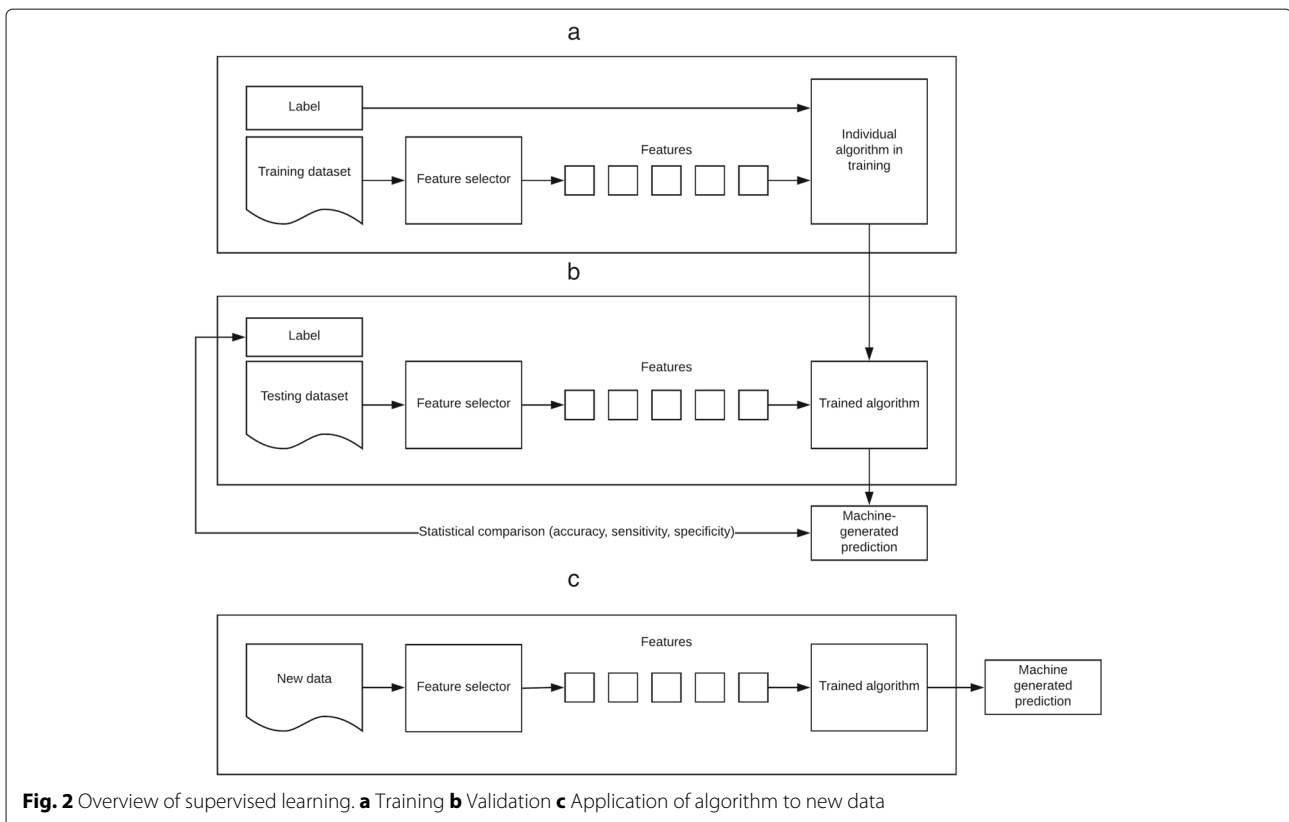 a
Label
Training dataset
Feature selector
Features
Individual
algorithm in
training
b
Label
Testing dataset
Feature selector
Features
Trained algorithm
Statistical comparison (accuracy, sensitivity, specificity)
Machine-
generated
prediction
c
New data
Feature selector
Features
Trained algorithm
Machine
generated
prediction
Fig. 2 Overview of supervised learning. a Training b Validation c Application of algorithm to new data